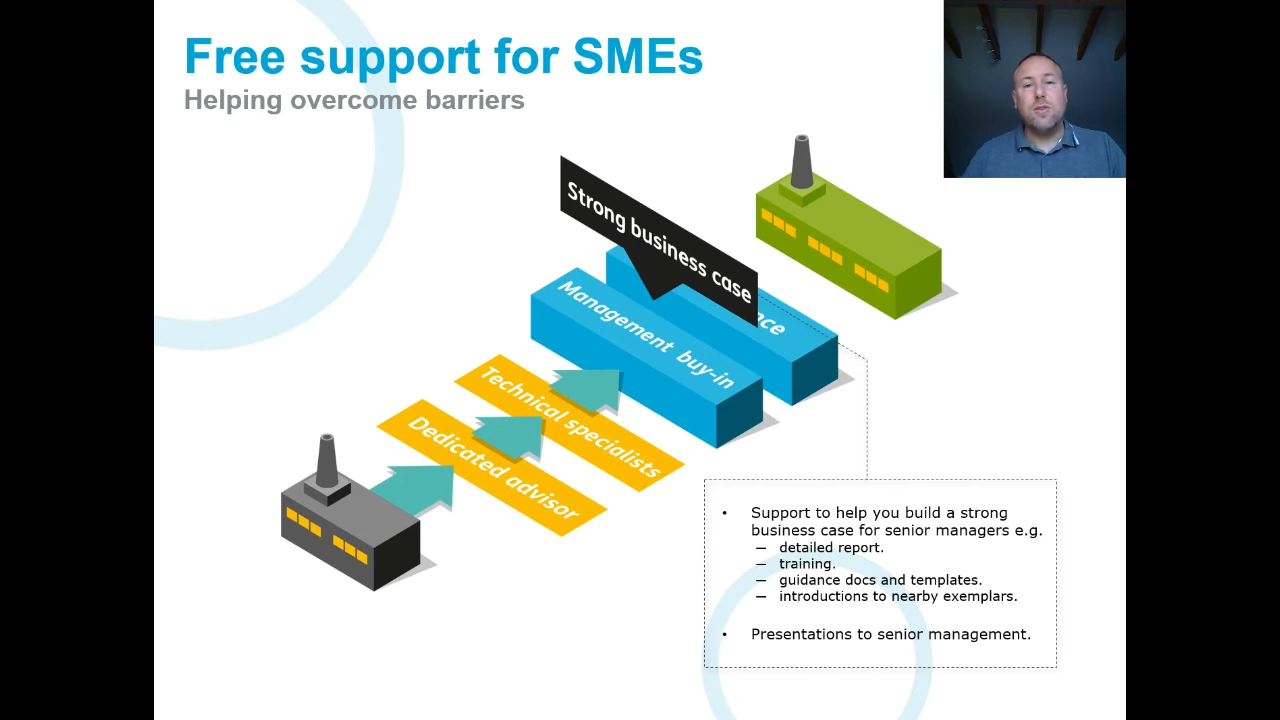 Free support for SMEs
Helping overcome barriers
Strong business case
Management buy-in
Technical specialists
Dedicated advisor
• Support to help you build a strong
business case for senior managers e.g.
– detailed report.
– training.
– guidance docs and templates.
– introductions to nearby exemplars.
• Presentations to senior management.